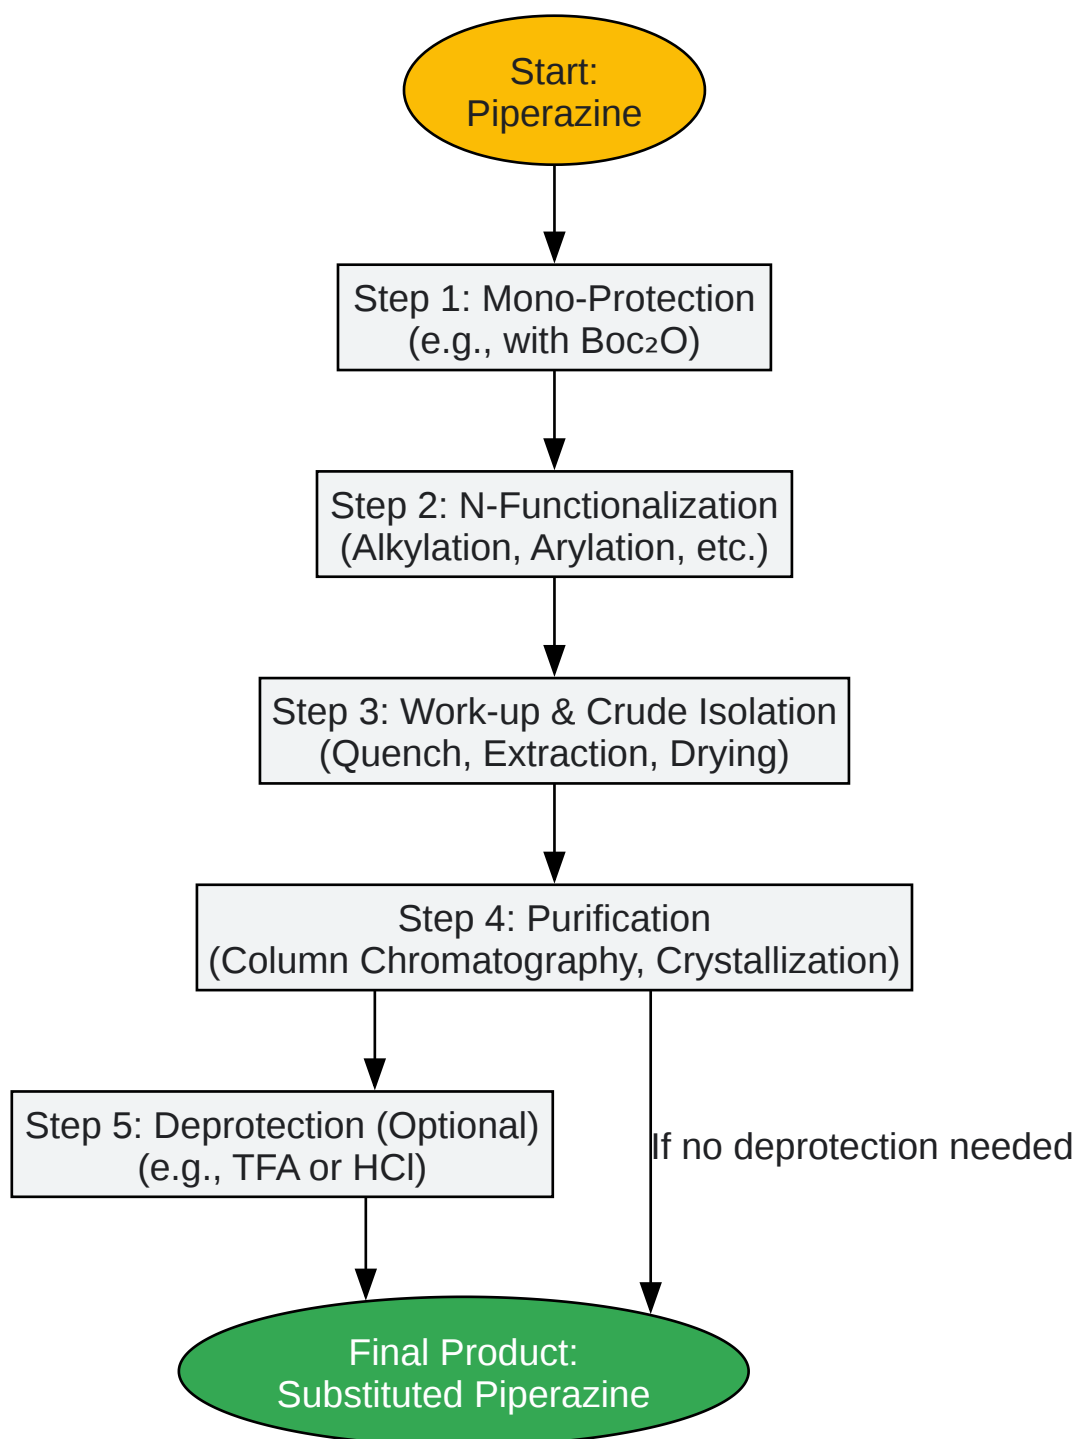 Start:
Piperazine
Step 1: Mono-Protection
(e.g., with Boc₂O)
Step 2: N-Functionalization
(Alkylation, Arylation, etc.)
Step 3: Work-up & Crude Isolation
(Quench, Extraction, Drying)
Step 4: Purification
(Column Chromatography, Crystallization)
Step 5: Deprotection (Optional)
(e.g., TFA or HCl)
If no deprotection needed
Final Product:
Substituted Piperazine